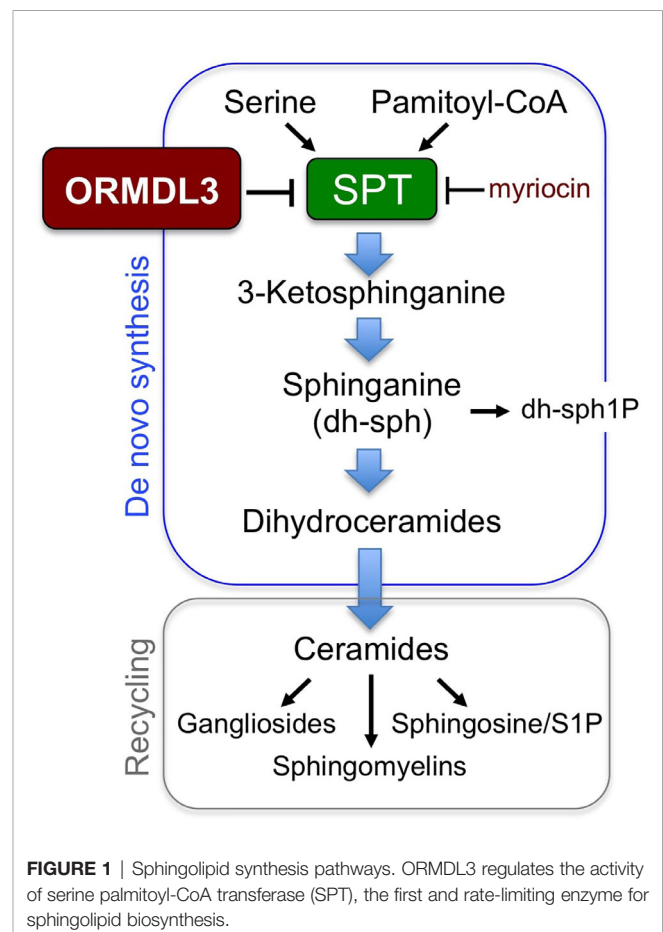 Serine
Pamitoyl-CoA
ORMDL3
SPT
myriocin
3-Ketosphinganine
Sphinganine
(dh-sph)
dh-sph1P
Dihydroceramides
De novo synthesis
Ceramides
Gangliosides
Sphingosine/S1P
Sphingomyelins
Recycling
FIGURE 1 | Sphingolipid synthesis pathways. ORMDL3 regulates the activity
of serine palmitoyl-CoA transferase (SPT), the first and rate-limiting enzyme for
sphingolipid biosynthesis.